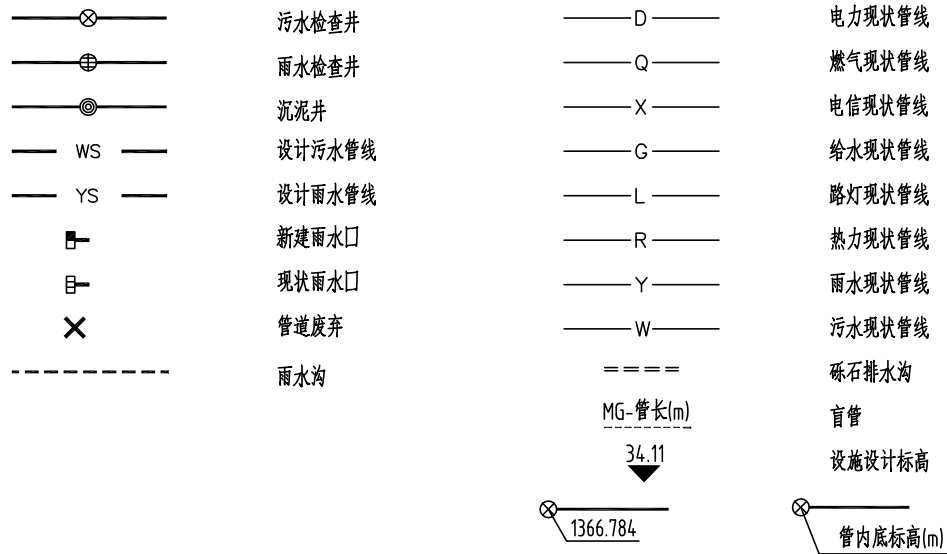 污水检查井
雨水检查井
沉泥井
WS 设计污水管线
YS 设计雨水管线
新建雨水口
现状雨水口
管道废弃
雨水沟
D 电力现状管线
Q 燃气现状管线
X 电信现状管线
G 给水现状管线
L 路灯现状管线
R 热力现状管线
Y 雨水现状管线
W 污水现状管线
砾石排水沟
MG-管长(m) 盲管
34.11 设施设计标高
1366.784 管内底标高(m)